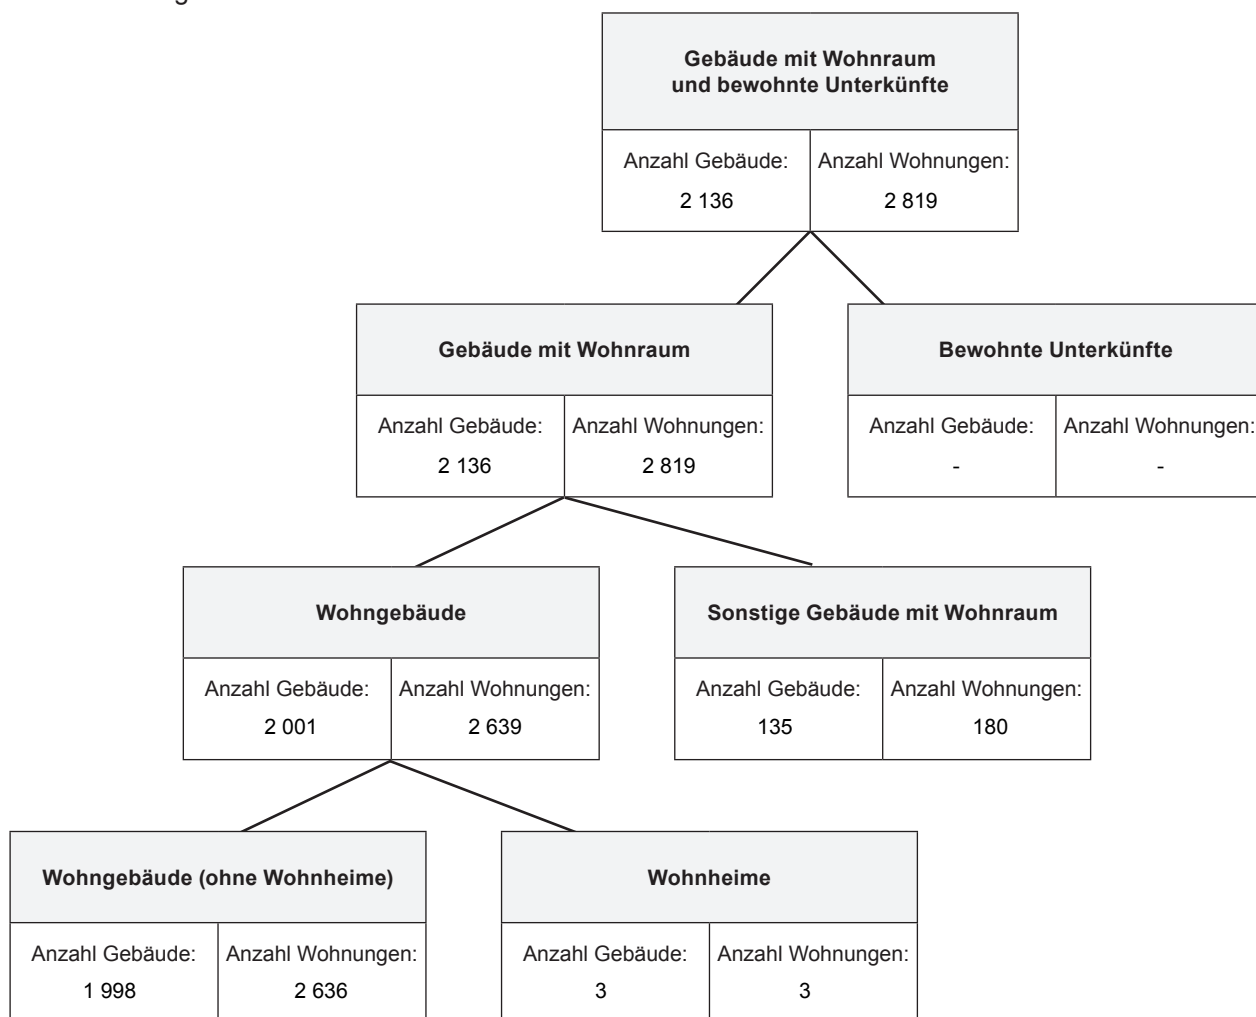 Gebäude mit Wohnraum
und bewohnte Unterkünfte
Anzahl Gebäude: Anzahl Wohnungen:
2 136 2 819
Gebäude mit Wohnraum Bewohnte Unterkünfte
Anzahl Gebäude: Anzahl Wohnungen: Anzahl Gebäude: Anzahl Wohnungen:
2 136 2 819 - -
Wohngebäude Sonstige Gebäude mit Wohnraum
Anzahl Gebäude: Anzahl Wohnungen: Anzahl Gebäude: Anzahl Wohnungen:
2 001 2 639 135 180
Wohngebäude (ohne Wohnheime) Wohnheime
Anzahl Gebäude: Anzahl Wohnungen: Anzahl Gebäude: Anzahl Wohnungen:
1 998 2 636 3 3